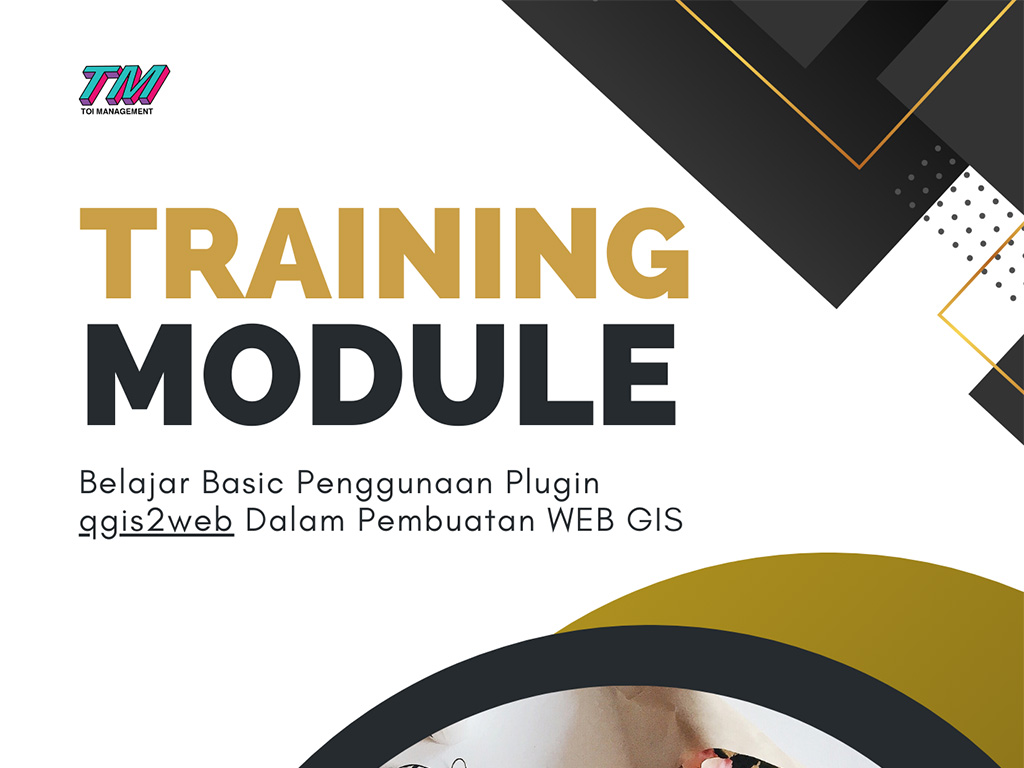 TM
TOI MANAGEMENT
TRAINING
MODULE
Belajar Basic Penggunaan Plugin
qgis2web Dalam Pembuatan WEB GIS